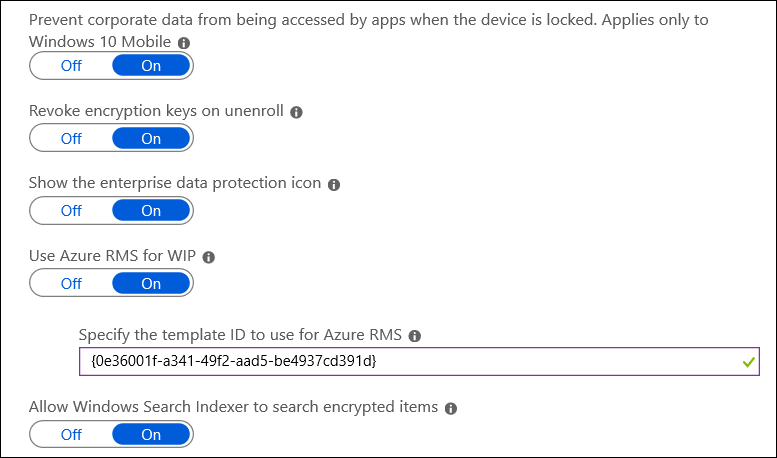 Prevent corporate data from being accessed by apps when the device is locked. Applies only to
Windows 10 Mobile
Off On
Revoke encryption keys on unenroll
Off On
Show the enterprise data protection icon
Off On
Use Azure RMS for WIP
Off On
Specify the template ID to use for Azure RMS
{0e36001f-a341-49f2-aad5-be4937cd391d}
Allow Windows Search Indexer to search encrypted items
Off On